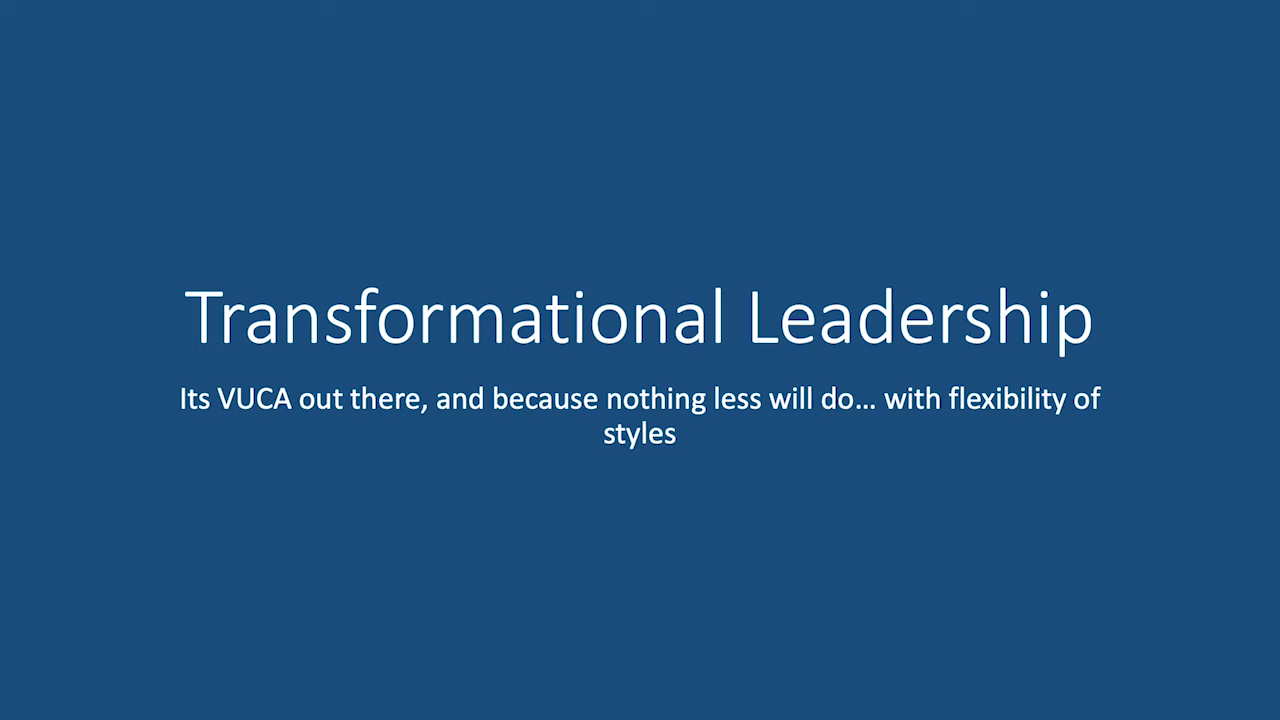 Transformational Leadership
Its VUCA out there, and because nothing less will do… with flexibility of
styles